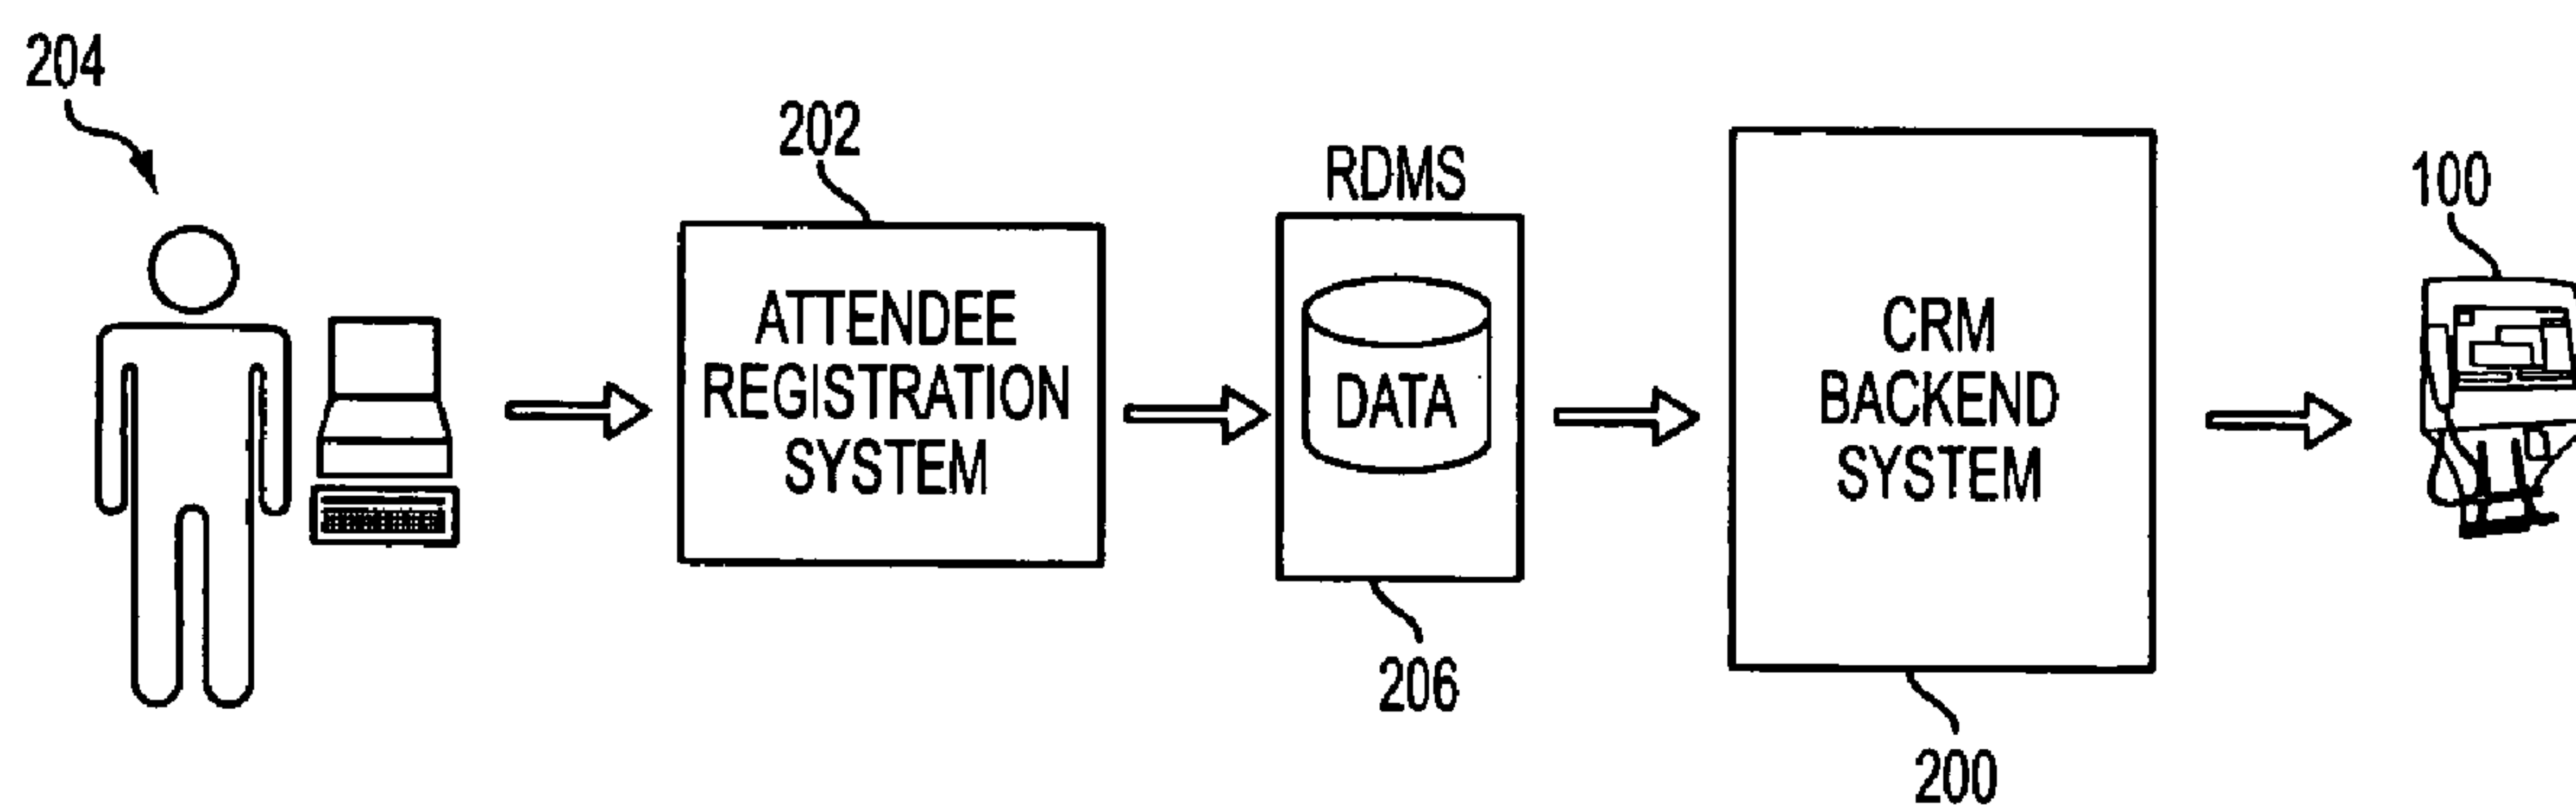 204
202
ATTENDEE
REGISTRATION
SYSTEM
RDMS
DATA
206
CRM
BACKEND
SYSTEM
200
100